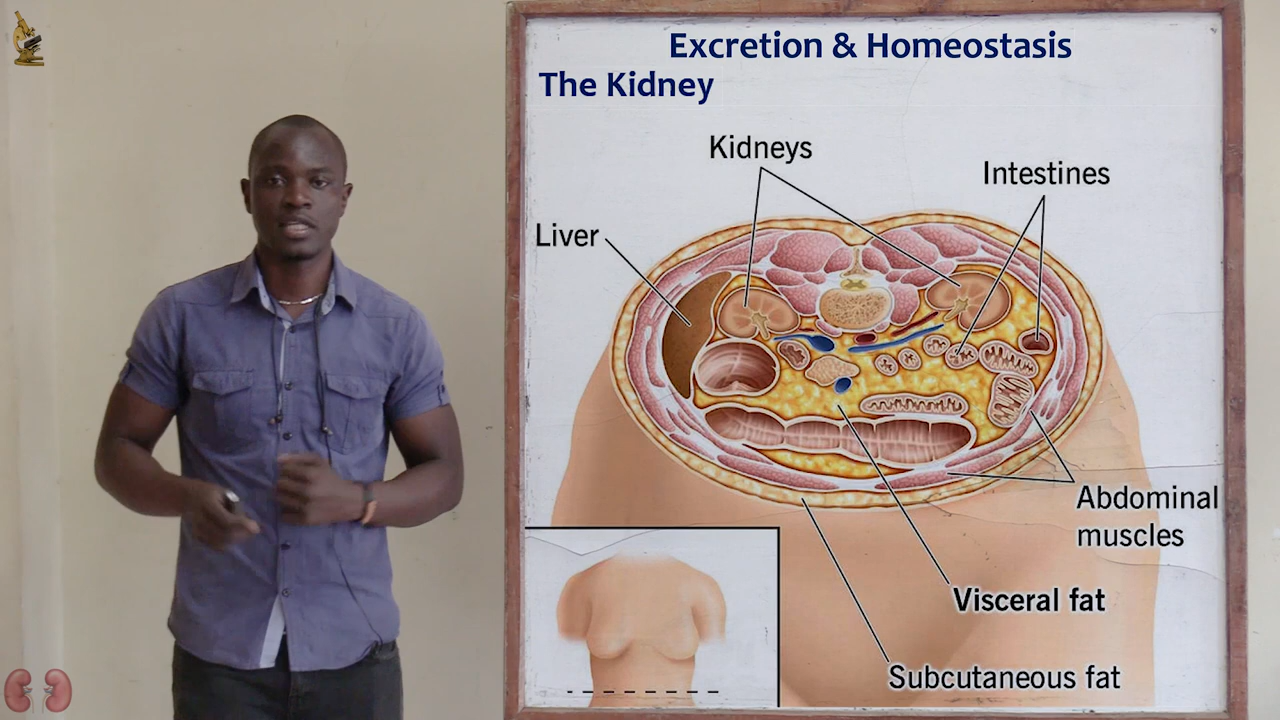 Excretion & Homeostasis
The Kidney
Kidneys
Intestines
Liver
Abdominal
muscles
Visceral fat
Subcutaneous fat